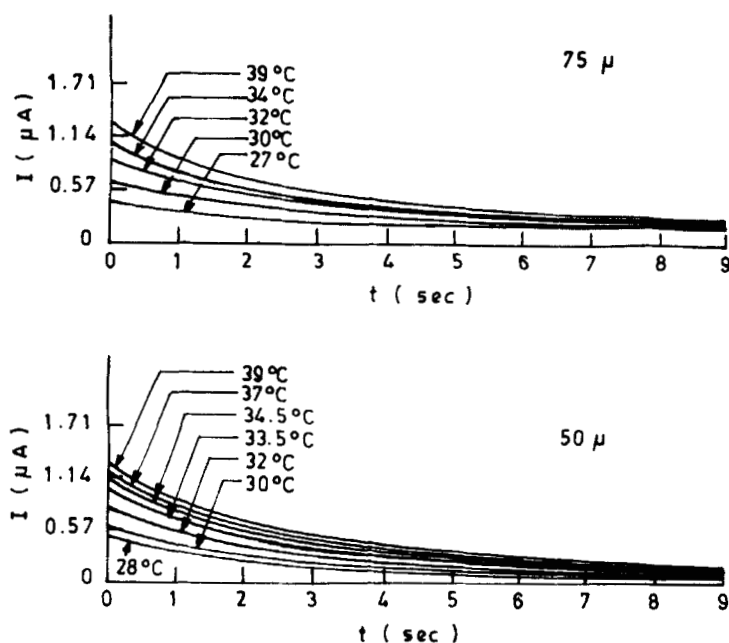 75 μ
I (μA)
1.71
1.14
0.57
0
39°C
34°C
32°C
30°C
27°C
0 1 2 3 4 5 6 7 8 9
t (sec)
50 μ
I (μA)
1.71
1.14
0.57
0
39°C
37°C
34.5°C
33.5°C
32°C
30°C
28°C
0 1 2 3 4 5 6 7 8 9
t (sec)